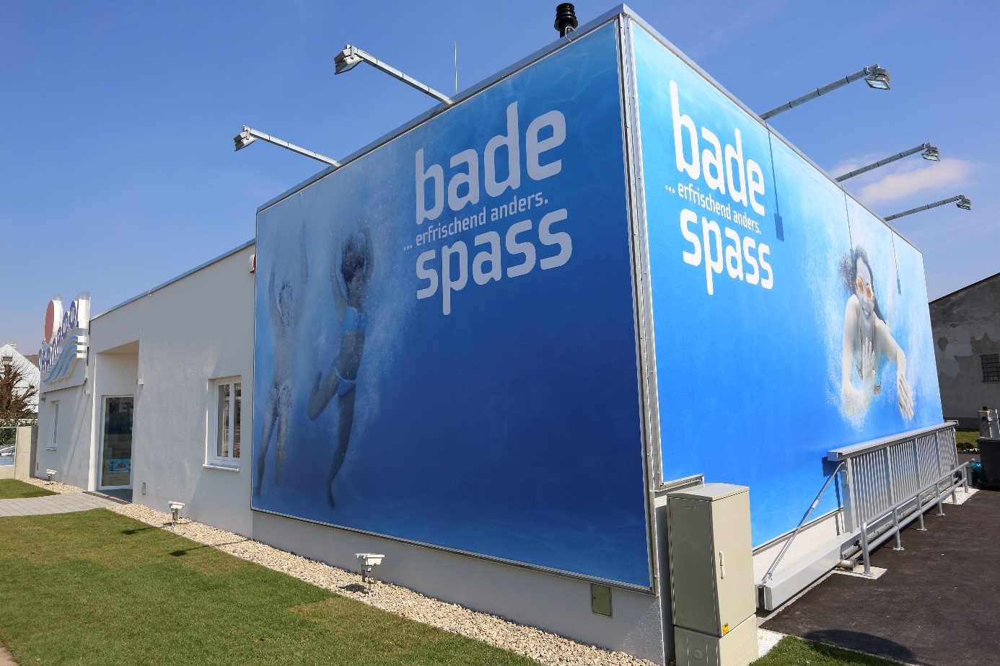 bade
... erfrischend anders.
spass
bade
... erfrischend anders.
spass